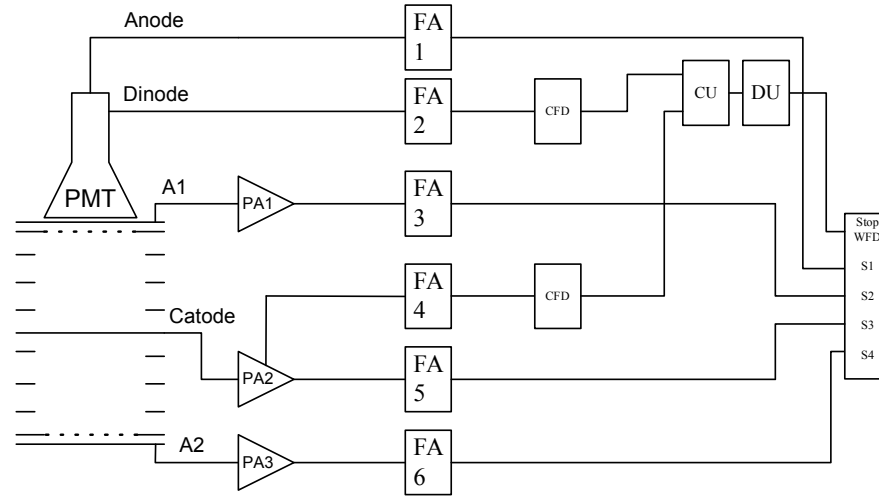 Anode
FA
1
Dinode
FA
2
CFD
CU
DU
PMT
A1
PA1
FA
3
Stop
WFD
S1
S2
S3
S4
FA
4
CFD
Catode
PA2
FA
5
A2
PA3
FA
6